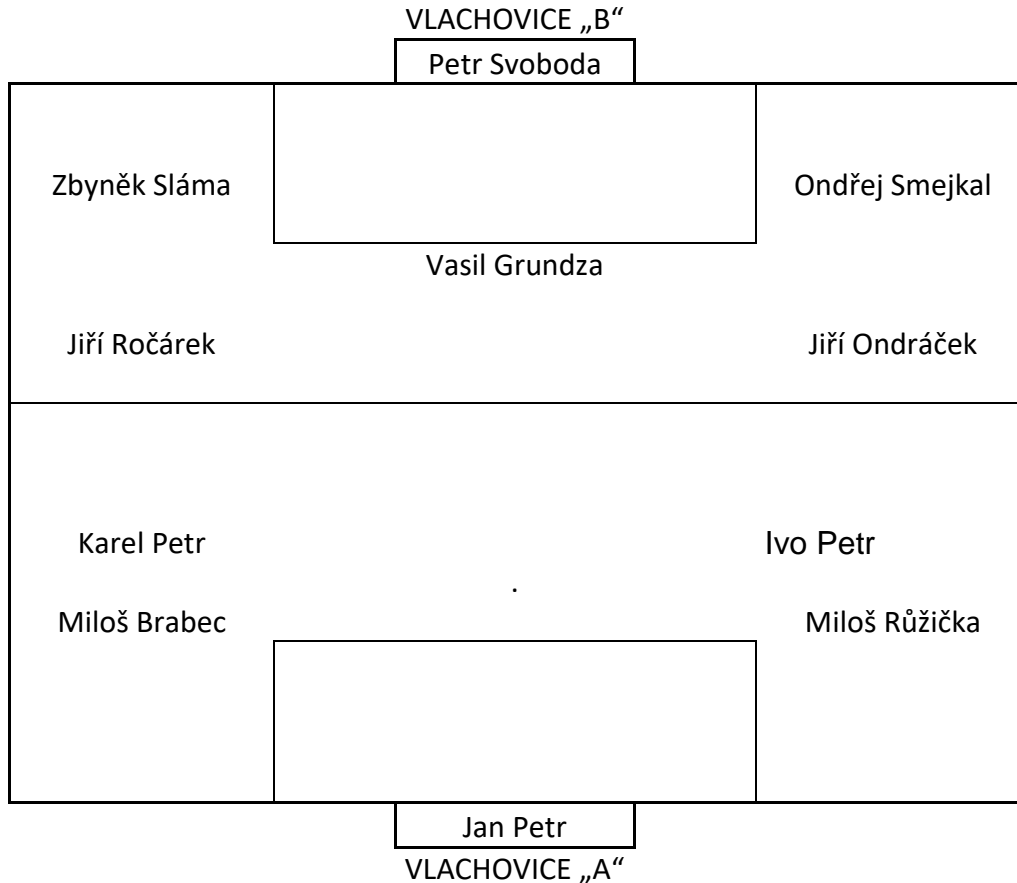 VLACHOVICE „B“
Petr Svoboda
Zbyněk Sláma
Ondřej Smejkal
Vasil Grundza
Jiří Ročárek
Jiří Ondráček
Karel Petr
Ivo Petr
.
Miloš Brabec
Miloš Růžička
Jan Petr
VLACHOVICE „A“